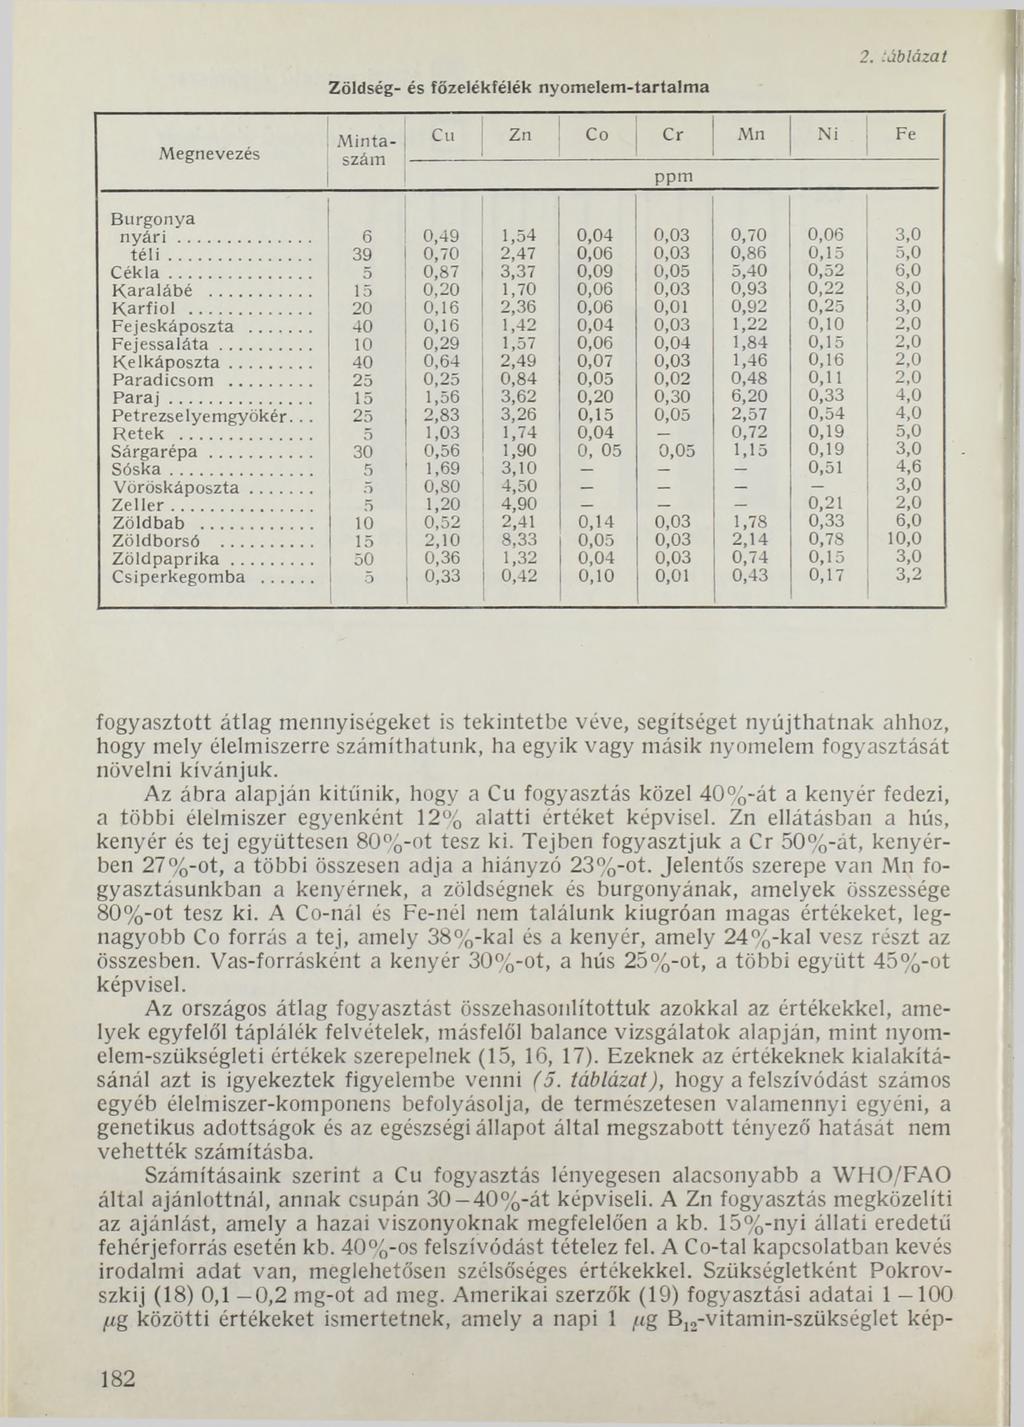 2. táblázat
Zöldség- és főzelékfélék nyomelem-tartalma
Megnevezés Minta-szám Cu Zn Co Cr Mn Ni Fe
ppm
Burgonya
nyári .............. 6 0,49 1,54 0,04 0,03 0,70 0,06 3,0
téli .............. 39 0,70 2,47 0,06 0,03 0,86 0,15 5,0
Cékla .............. 5 0,87 3,37 0,09 0,05 5,40 0,52 6,0
Karalábé .......... 15 0,20 1,70 0,06 0,03 0,93 0,22 8,0
Karfiol ............ 20 0,16 2,36 0,06 0,01 0,92 0,25 3,0
Fejeskáposzta ....... 40 0,16 1,42 0,04 0,03 1,22 0,10 2,0
Fejessaláta .......... 10 0,29 1,57 0,06 0,04 1,84 0,15 2,0
Kelkáposzta ......... 40 0,64 2,49 0,07 0,03 1,46 0,16 2,0
Paradicsom ......... 25 0,25 0,84 0,05 0,02 0,48 0,11 2,0
Paraj .............. 15 1,56 3,62 0,20 0,30 6,20 0,33 4,0
Petrezselyemgyökér... 25 2,83 3,26 0,15 0,05 2,57 0,54 4,0
Retek .............. 5 1,03 1,74 0,04 — 0,72 0,19 5,0
Sárgarépa ........... 30 0,56 1,90 0, 05 0,05 1,15 0,19 3,0
Sóska .............. 5 1,69 3,10 — — — 0,51 4,6
Vöröskáposzta ....... 5 0,80 4,50 — — — — 3,0
Zeller .............. 5 1,20 4,90 — — — 0,21 2,0
Zöldbab ............ 10 0,52 2,41 0,14 0,03 1,78 0,33 6,0
Zöldborsó .......... 15 2,10 8,33 0,05 0,03 2,14 0,78 10,0
Zöldpaprika ......... 50 0,36 1,32 0,04 0,03 0,74 0,15 3,0
Csiperkegomba ...... 5 0,33 0,42 0,10 0,01 0,43 0,17 3,2
fogyasztott átlag mennyiségeket is tekintetbe véve, segítséget nyújthatnak ahhoz,
hogy mely élelmiszerre számíthatunk, ha egyik vagy másik nyomelem fogyasztását
növelni kívánjuk.
Az ábra alapján kitűnik, hogy a Cu fogyasztás közel 40%-át a kenyér fedezi,
a többi élelmiszer egyenként 12% alatti értéket képvisel. Zn ellátásban a hús,
kenyér és tej együttesen 80%-ot tesz ki. Tejben fogyasztjuk a Cr 50%-át, kenyér-
ben 27%-ot, a többi összesen adja a hiányzó 23%-ot. Jelentős szerepe van Mn fo-
gyasztásunkban a kenyérnek, a zöldségnek és burgonyának, amelyek összessége
80%-ot tesz ki. A Co-nál és Fe-nél nem találunk kiugróan magas értékeket, leg-
nagyobb Co forrás a tej, amely 38%-kal és a kenyér, amely 24%-kal vesz részt az
összesben. Vas-forrásként a kenyér 30%-ot, a hús 25%-ot, a többi együtt 45%-ot
képvisel.
Az országos átlag fogyasztást összehasonlítottuk azokkal az értékekkel, ame-
lyek egyfelől táplálék felvételek, másfelől balance vizsgálatok alapján, mint nyom-
elem-szükségleti értékek szerepelnek (15, 16, 17). Ezeknek az értékeknek kialakítá-
sánál azt is igyekeztek figyelembe venni (5. táblázat), hogy a felszívódást számos
egyéb élelmiszer-komponens befolyásolja, de természetesen valamennyi egyéni, a
genetikus adottságok és az egészségi állapot által megszabott tényező hatását nem
vehették számításba.
Számításaink szerint a Cu fogyasztás lényegesen alacsonyabb a WHO/FAO
által ajánlottnál, annak csupán 30—40%-át képviseli. A Zn fogyasztás megközelíti
az ajánlást, amely a hazai viszonyoknak megfelelően a kb. 15%-nyi állati eredetű
fehérjeforrás esetén kb. 40%-os felszívódást tételez fel. A Co-tal kapcsolatban kevés
irodalmi adat van, meglehetősen szélsőséges értékekkel. Szükségletként Pokrov-
szkij (18) 0,1—0,2 mg-ot ad meg. Amerikai szerzők (19) fogyasztási adatai 1—100
µg közötti értékeket ismertetnek, amely a napi 1 µg B₁₂-vitamin-szükséglet kép-
182